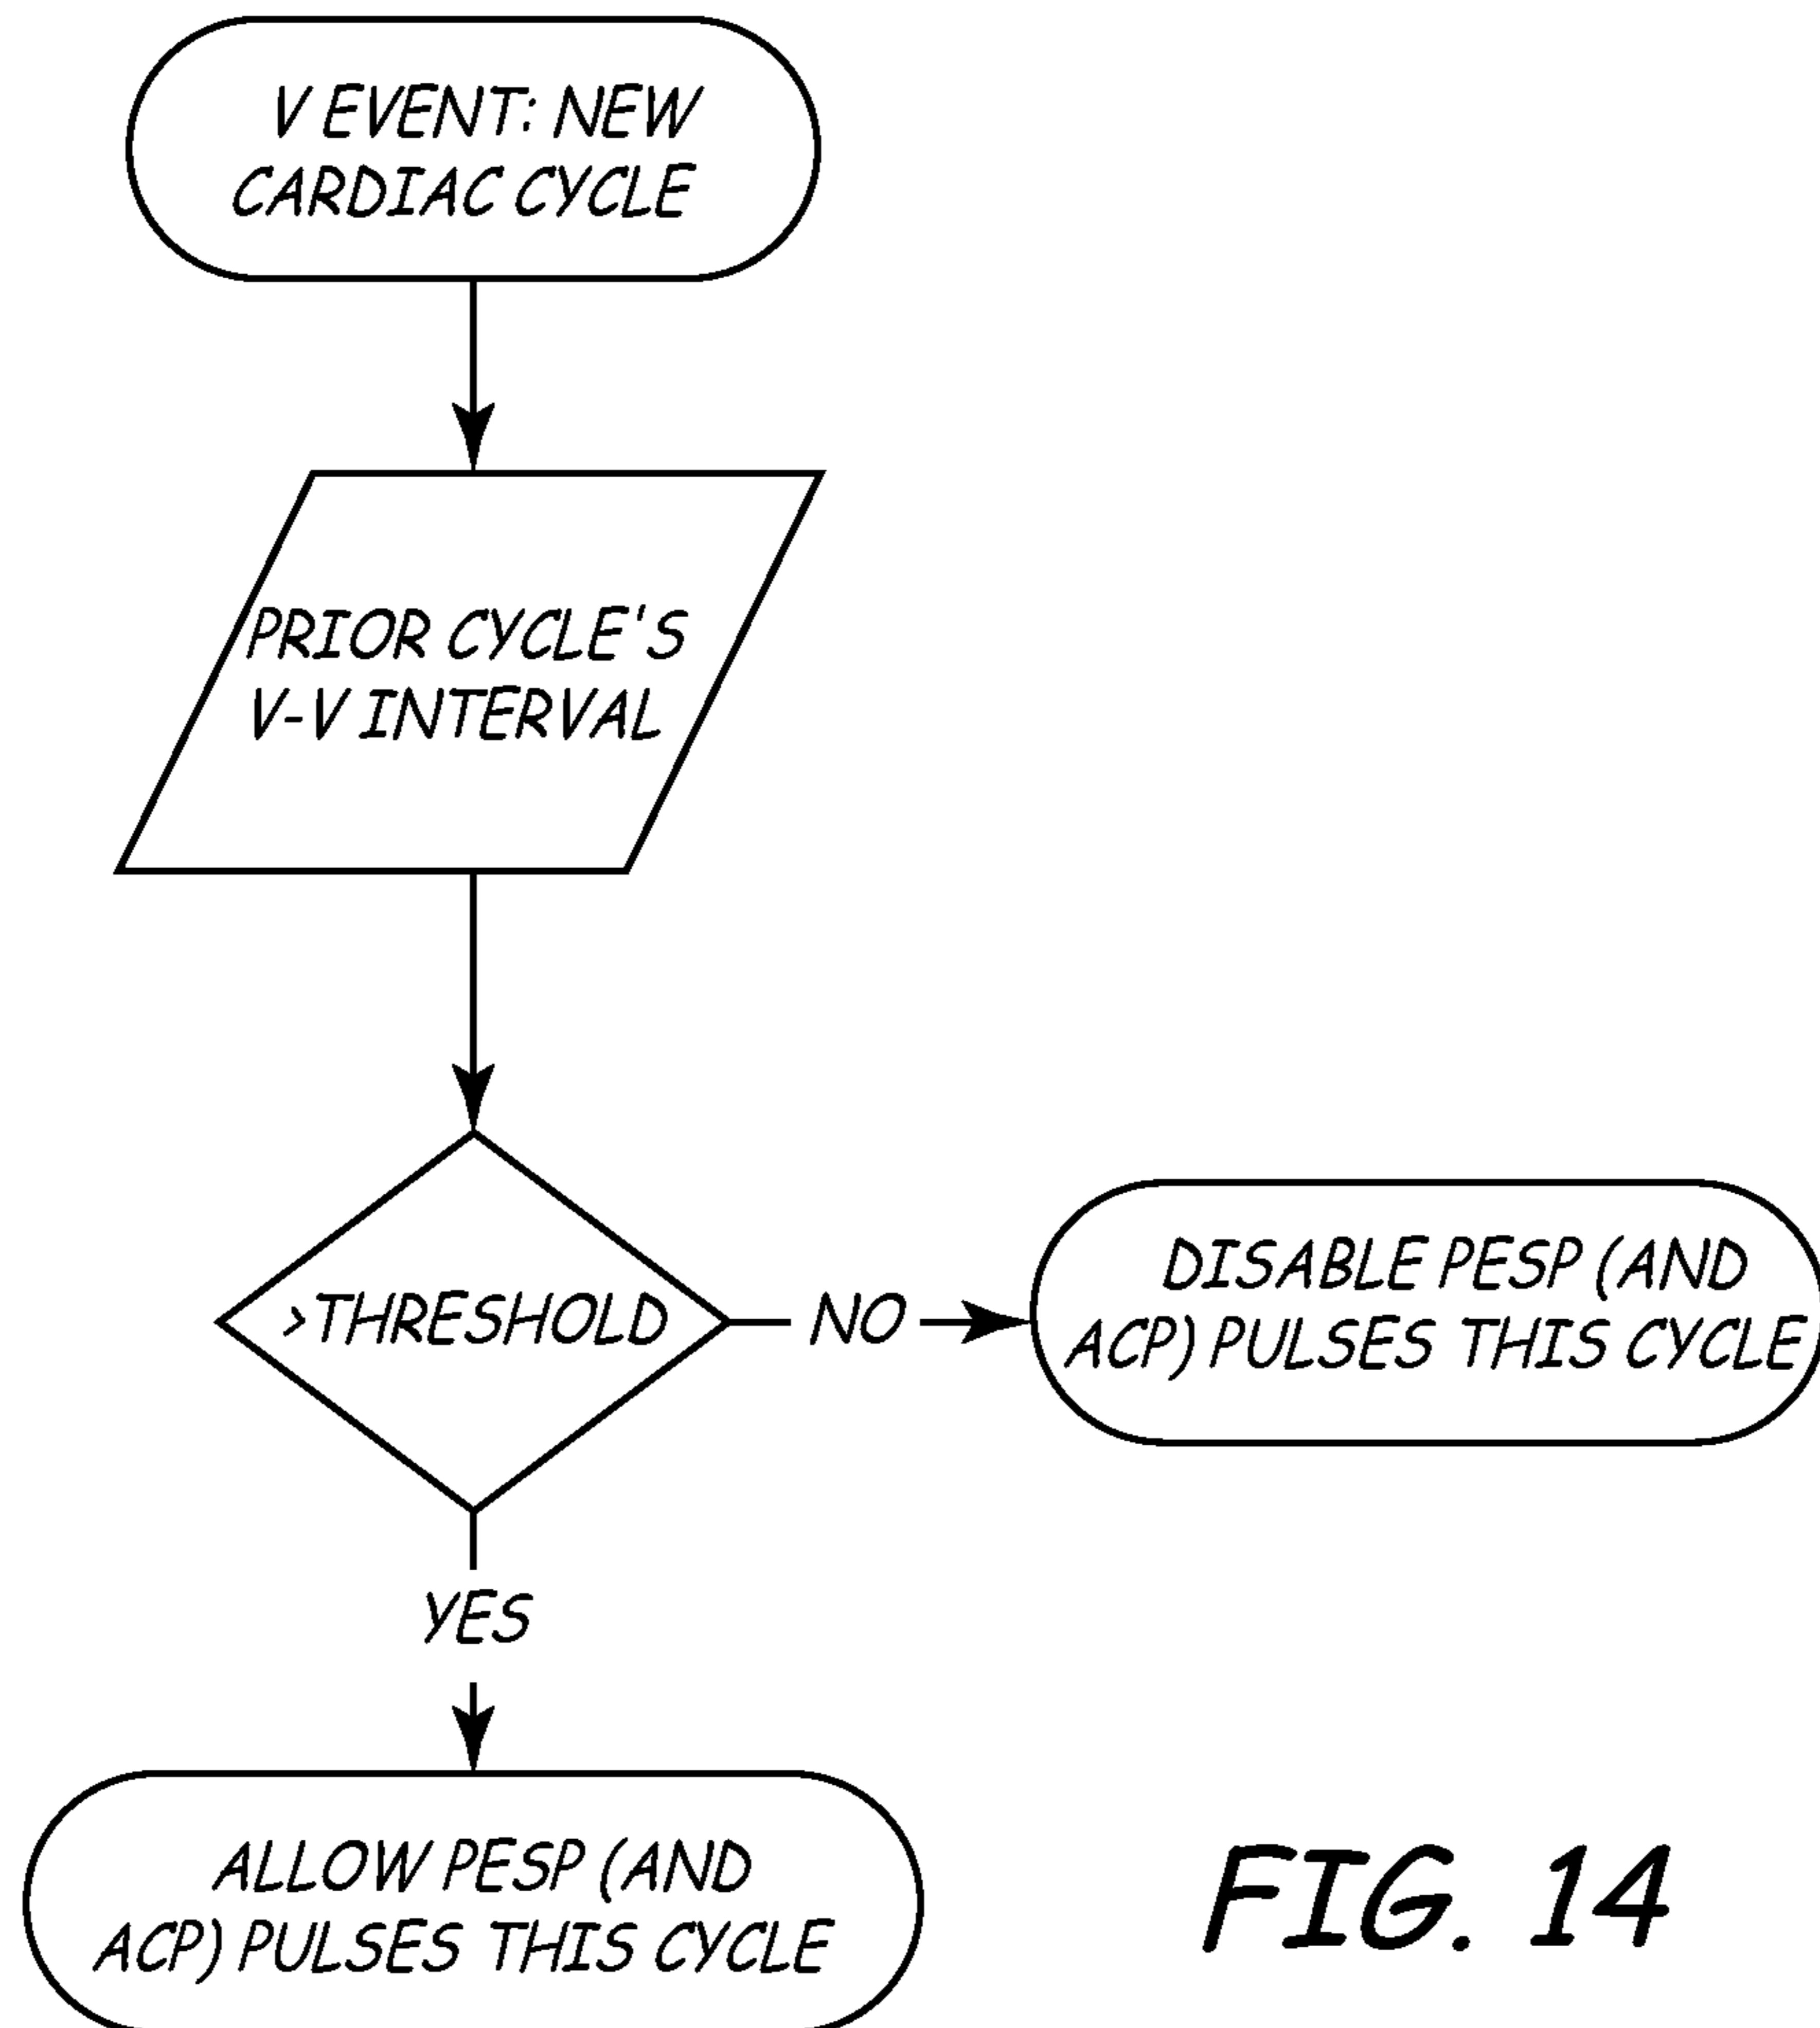 V EVENT: NEW
CARDIAC CYCLE
PRIOR CYCLE'S
V-V INTERVAL
>THRESHOLD
NO
DISABLE PESP (AND
ACP) PULSES THIS CYCLE
YES
ALLOW PESP (AND
ACP) PULSES THIS CYCLE
FIG. 14